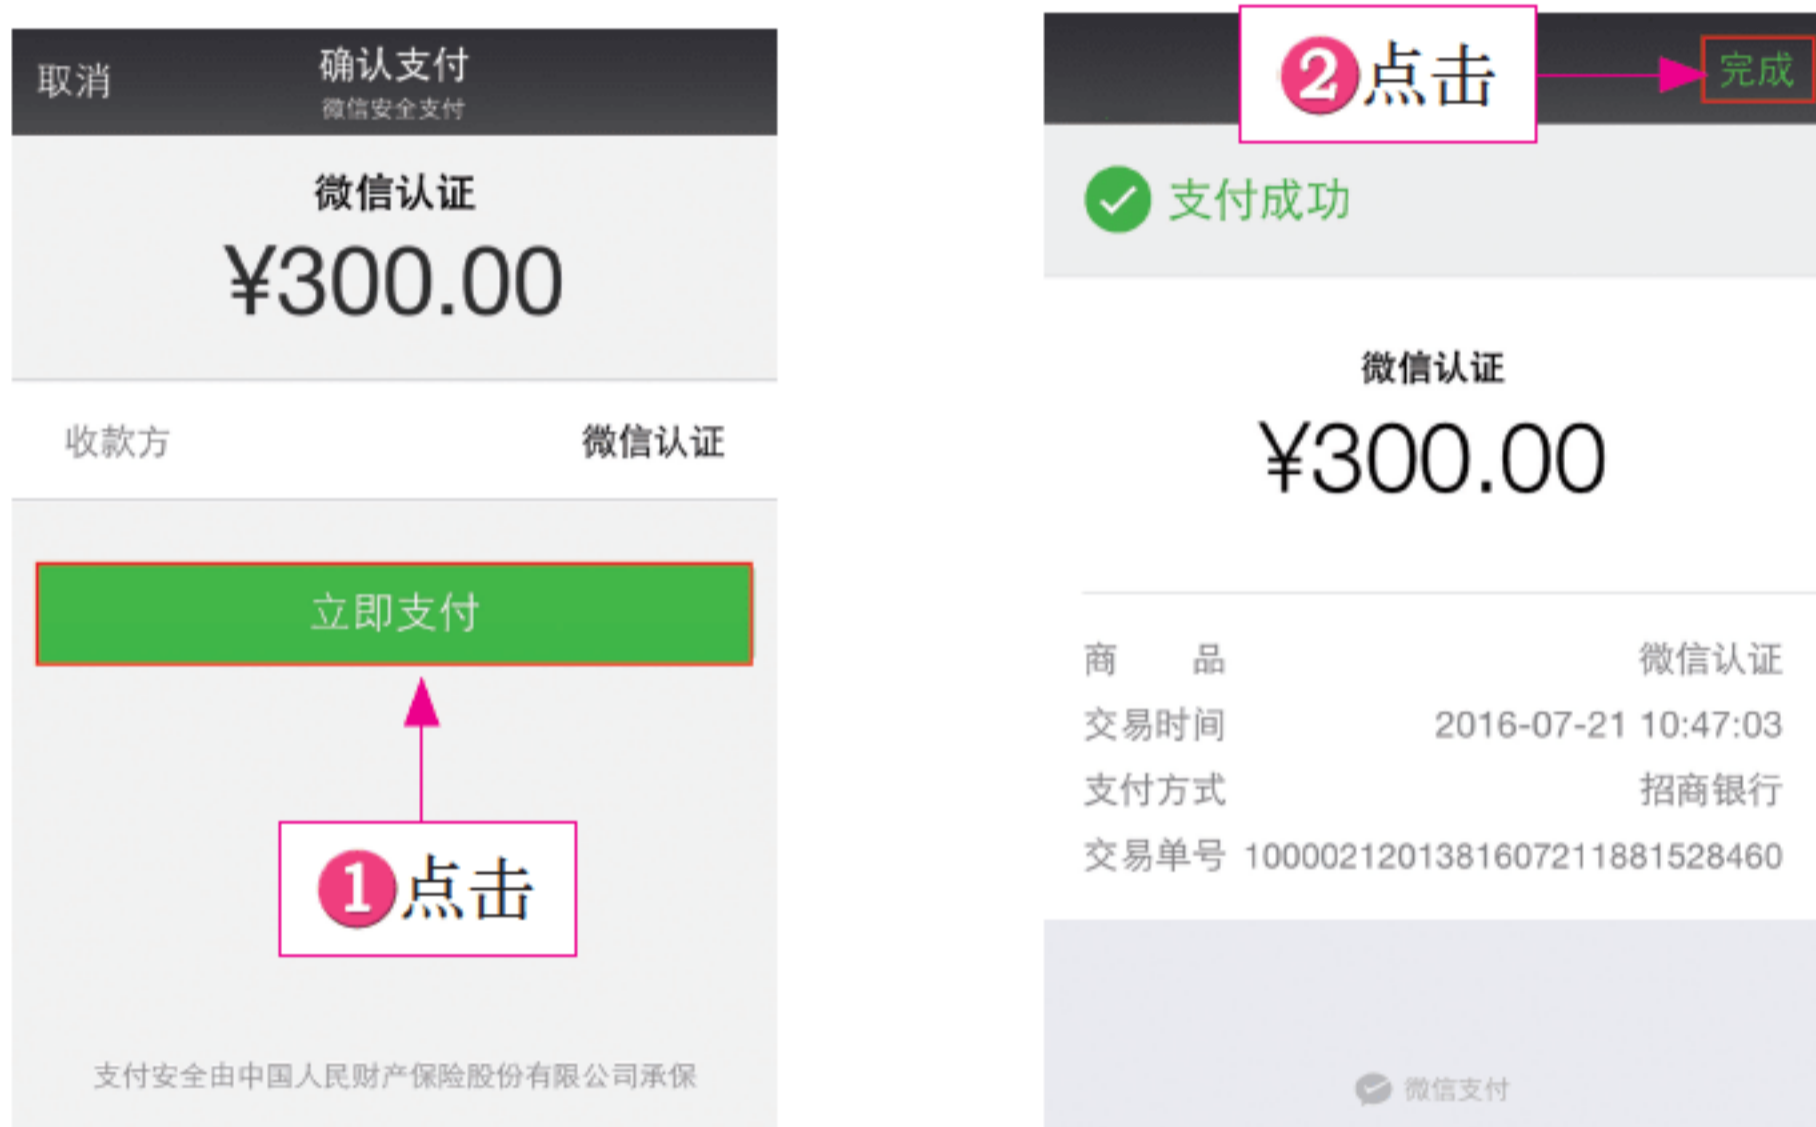 取消
确认支付
微信安全支付
微信认证
¥300.00
收款方 微信认证
立即支付
1点击
支付安全由中国人民财产保险股份有限公司承保
2点击
完成
支付成功
微信认证
¥300.00
商品 微信认证
交易时间 2016-07-21 10:47:03
支付方式 招商银行
交易单号 1000021201381607211881528460
微信支付